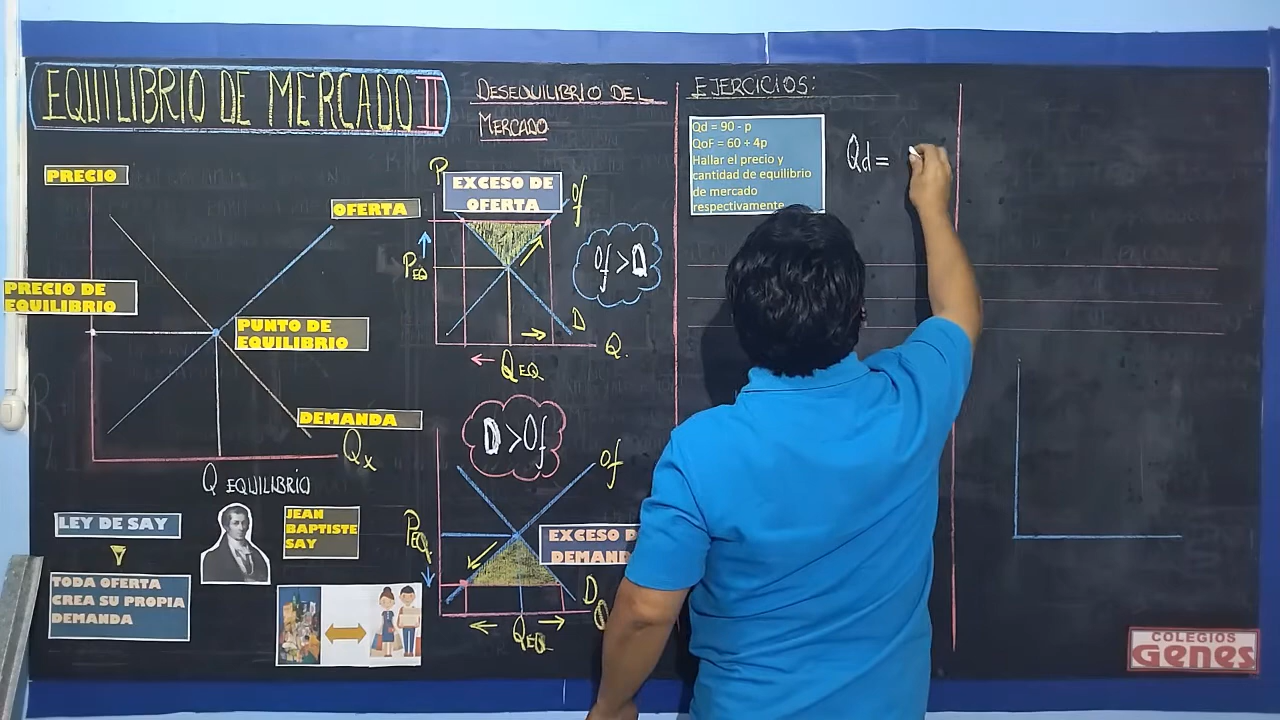 EQUILIBRIO DE MERCADO II
PRECIO
OFERTA
PRECIO DE
EQUILIBRIO
PUNTO DE
EQUILIBRIO
DEMANDA
Qx
Q EQUILIBRIO
LEY DE SAY
JEAN
BAPTISTE
SAY
TODA OFERTA
CREA SU PROPIA
DEMANDA
DESEQUILIBRIO DEL
MERCADO
P
EXCESO DE
OFERTA
Of
PEQ
Of > D
D
Q
QEQ
D > Of
Of
PEQ
EXCESO D
DEMAND
D
Q
QEQ
EJERCICIOS:
Qd = 90 - p
QoF = 60 + 4p
Hallar el precio y
cantidad de equilibrio
de mercado
respectivamente
Qd =
COLEGIOS
Genes